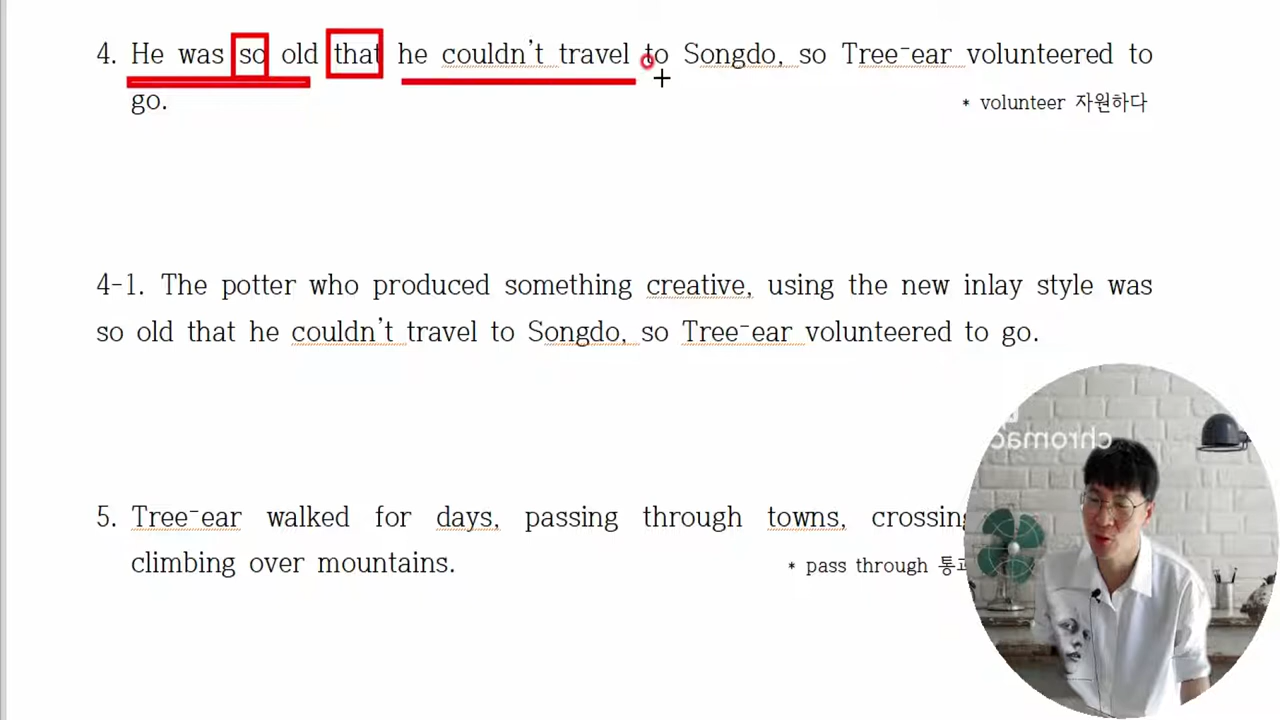 4. He was so old that he couldn't travel to Songdo, so Tree-ear volunteered to
go.
* volunteer 자원하다
4-1. The potter who produced something creative, using the new inlay style was
so old that he couldn't travel to Songdo, so Tree-ear volunteered to go.
chromac
5. Tree-ear walked for days, passing through towns, crossing
climbing over mountains.
* pass through 통과